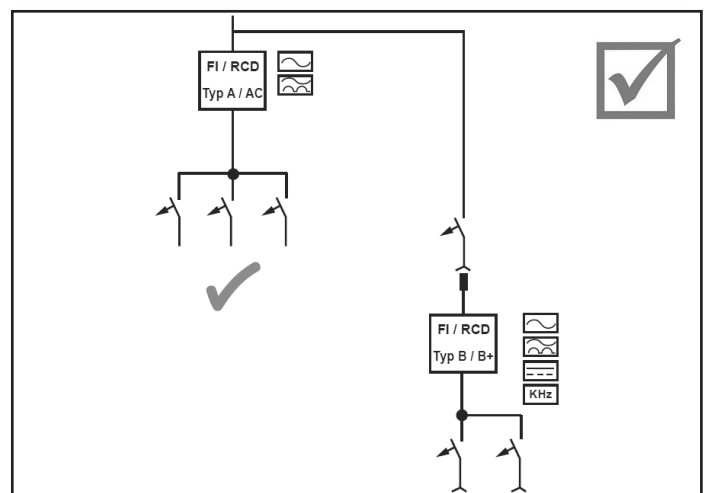 FI / RCD
Typ A / AC
FI / RCD
Typ B / B+
KHz